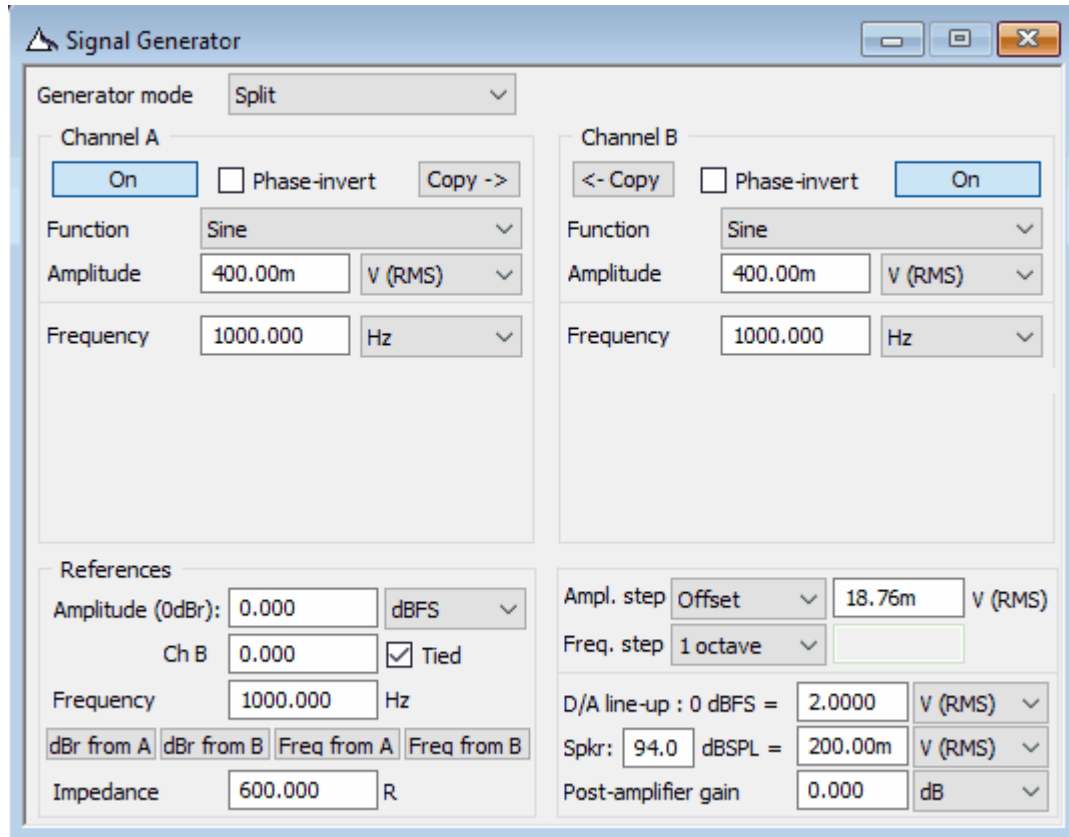 Signal Generator
Generator mode Split
Channel A
On Phase-invert Copy ->
Function Sine
Amplitude 400.00m V (RMS)
Frequency 1000.000 Hz
Channel B
<- Copy Phase-invert On
Function Sine
Amplitude 400.00m V (RMS)
Frequency 1000.000 Hz
References
Amplitude (0dBr): 0.000 dBFS
Ch B 0.000 Tied
Frequency 1000.000 Hz
dBr from A dBr from B Freq from A Freq from B
Impedance 600.000 R
Ampl. step Offset 18.76m V (RMS)
Freq. step 1 octave
D/A line-up : 0 dBFS = 2.0000 V (RMS)
Spkr: 94.0 dBSPL = 200.00m V (RMS)
Post-amplifier gain 0.000 dB